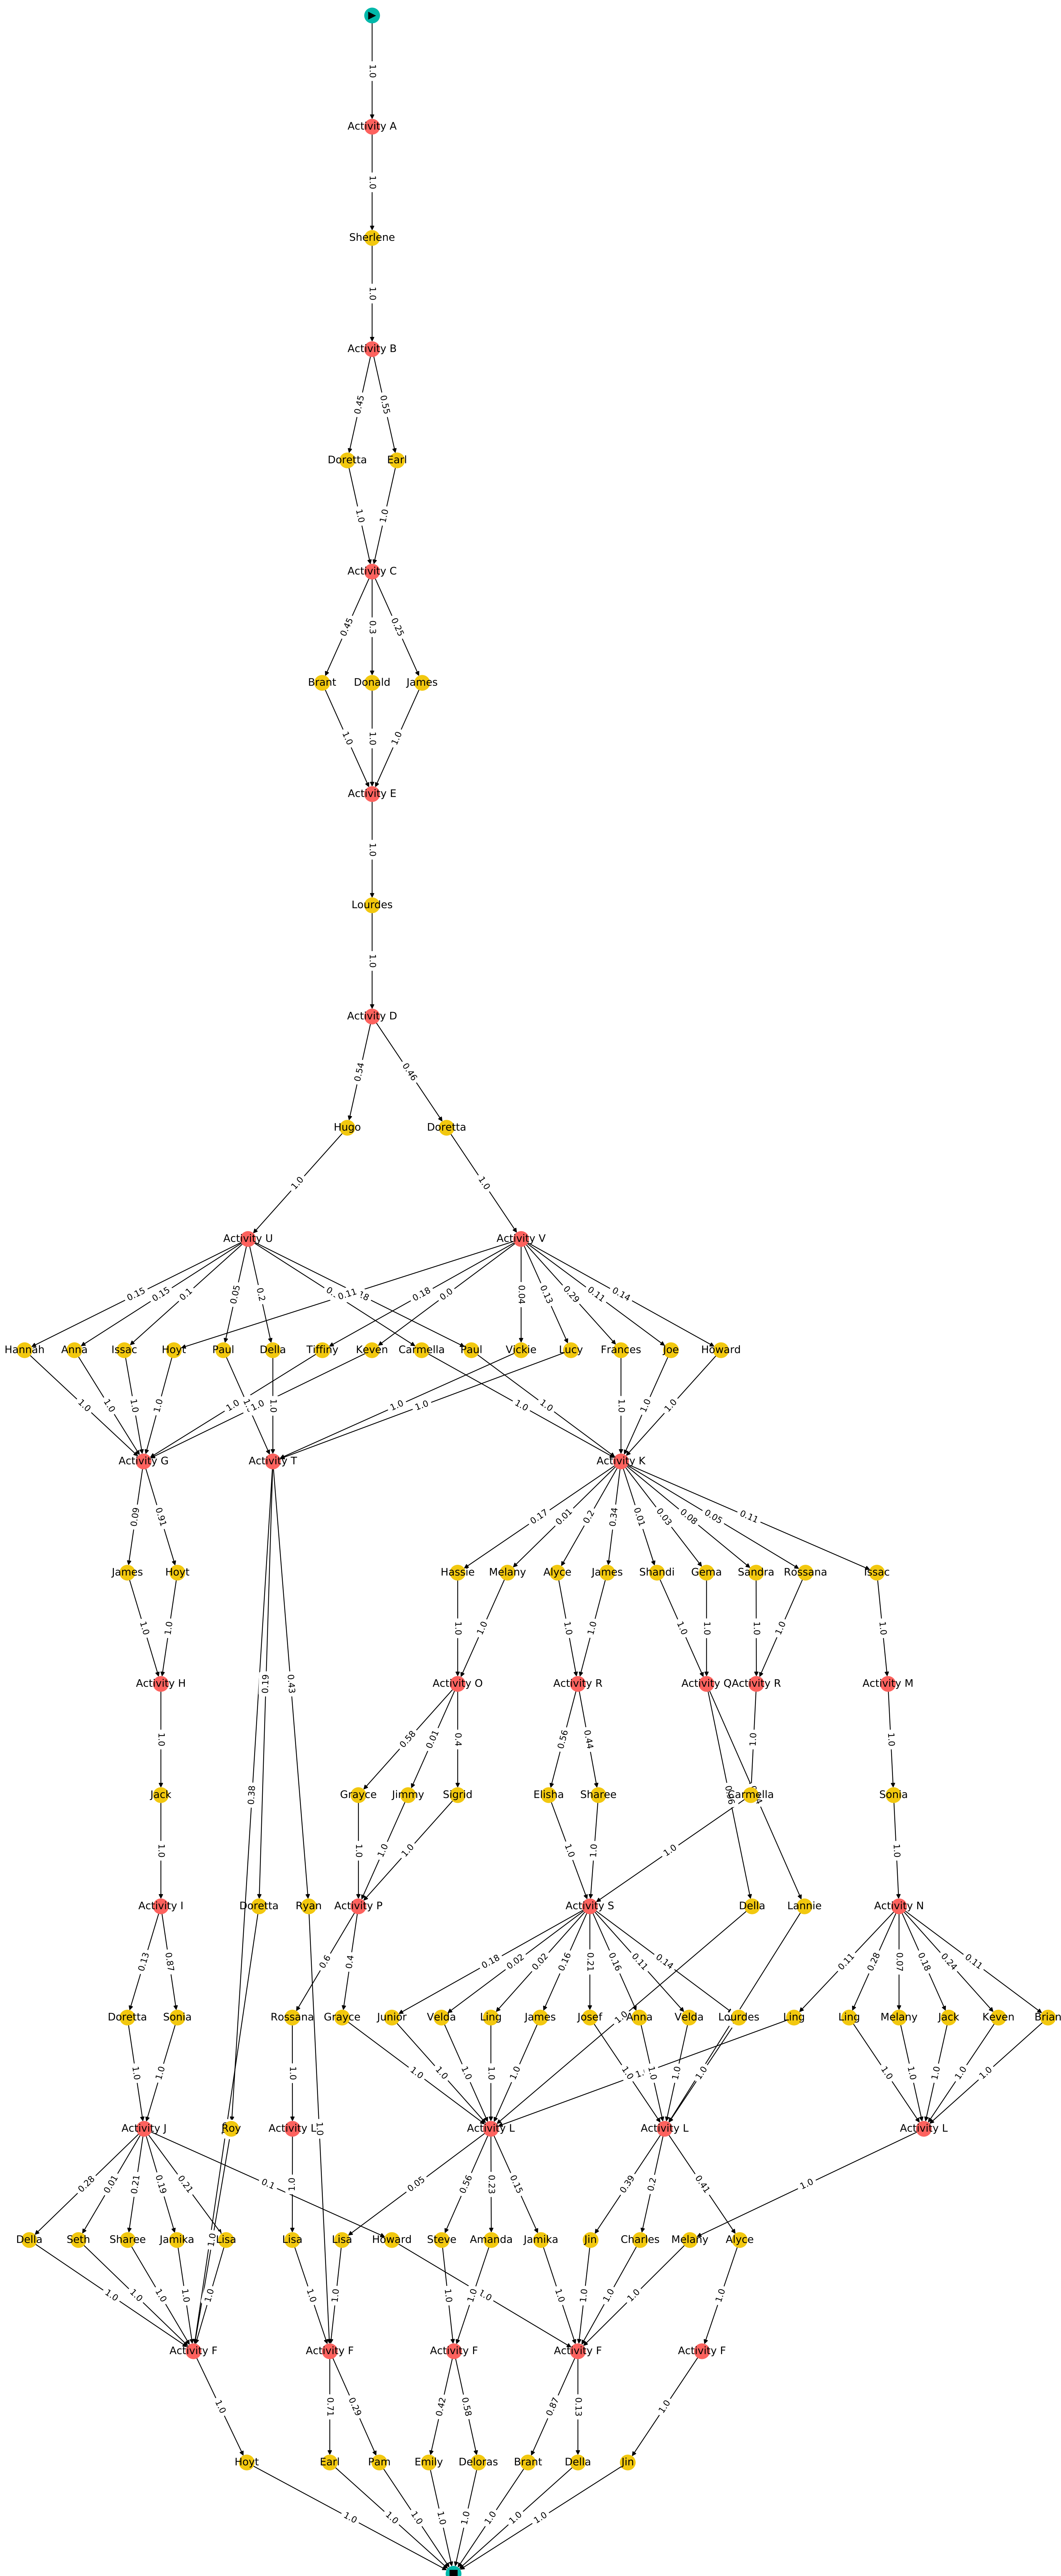 1.0
Activity A
1.0
Sherlene
1.0
Activity B
0.45 0.55
Doretta Earl
1.0 1.0
Activity C
0.45 0.3 0.25
Brant Donald James
1.0 1.0 1.0
Activity E
1.0
Lourdes
1.0
Activity D
0.54 0.46
Hugo Doretta
1.0 1.0
Activity U Activity V
0.15 0.15 0.1 0.05 0.2 0.11 0.18 0.0 0.04 0.13 0.29 0.11 0.14
Hannah Anna Issac Hoyt Paul Della Tiffiny Keven Carmella Paul Vickie Lucy Frances Joe Howard
1.0 1.0 1.0 1.0 1.0 1.0 1.0 1.0 1.0 1.0 1.0 1.0 1.0 1.0
Activity G Activity T Activity K
0.09 0.91 0.17 0.01 0.2 0.34 0.01 0.03 0.08 0.05 0.11
James Hoyt Hassie Melany Alyce James Shandi Gema Sandra Rossana Issac
1.0 1.0 1.0 1.0 1.0 1.0 1.0 1.0 1.0 1.0 1.0
Activity H Activity O Activity R Activity Q Activity R Activity M
0.38 0.19 0.43
1.0 0.58 0.01 0.4 0.56 0.44 1.0 1.0
Jack Grayce Jimmy Sigrid Elisha Sharee Carmella Sonia
1.0 1.0 1.0 1.0 1.0 1.0 1.0 1.0
Activity I Doretta Ryan Activity P Activity S Della Lannie Activity N
0.13 0.87 0.6 0.4 0.18 0.02 0.02 0.16 0.21 0.16 0.11 0.14 0.11 0.28 0.07 0.18 0.24 0.11
Doretta Sonia Rossana Grayce Junior Velda Ling James Josef Anna Velda Lourdes Ling Ling Melany Jack Keven Brian
1.0 1.0 1.0 1.0 1.0 1.0 1.0 1.0 1.0 1.0 1.0 1.0 1.0 1.0 1.0 1.0 1.0
Activity J Roy Activity L Activity L Activity L Activity L
0.28 0.01 0.21 0.19 0.21 0.1 1.0 1.0 0.05 0.56 0.23 0.15 0.39 0.2 0.41 1.0
Della Seth Sharee Jamika Lisa Lisa Lisa Howard Steve Amanda Jamika Jin Charles Melany Alyce
1.0 1.0 1.0 1.0 1.0 1.0 1.0 1.0 1.0 1.0 1.0 1.0 1.0 1.0 1.0 1.0
Activity F Activity F Activity F Activity F Activity F
1.0 0.71 0.29 0.42 0.58 0.87 0.13 1.0
Hoyt Earl Pam Emily Deloras Brant Della Jin
1.0 1.0 1.0 1.0 1.0 1.0 1.0 1.0